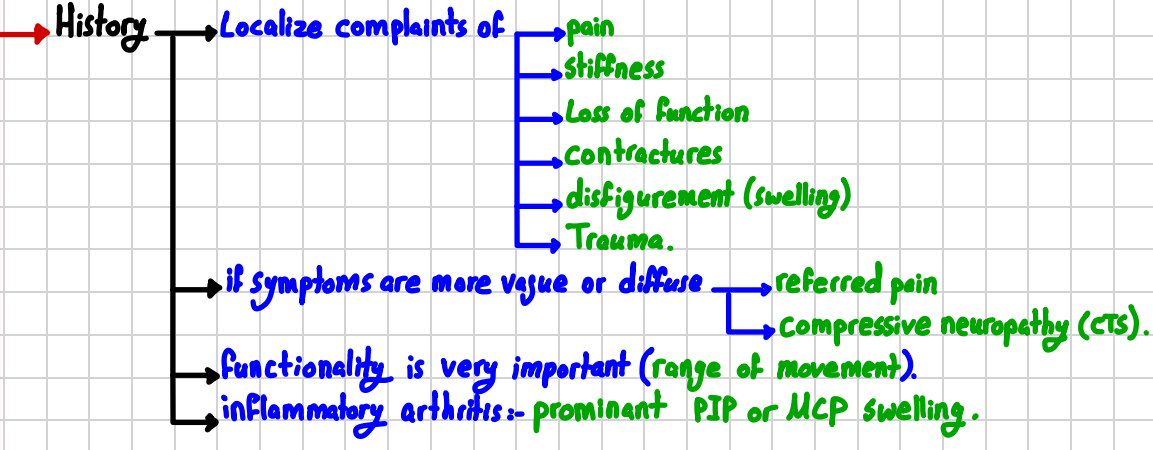 History Localize complaints of pain
stiffness
Loss of function
contractures
disfigurement (swelling)
Trauma.
if symptoms are more vague or diffuse referred pain
compressive neuropathy (CTS).
functionality is very important (range of movement).
inflammatory arthritis:- prominant PIP or MCP swelling.